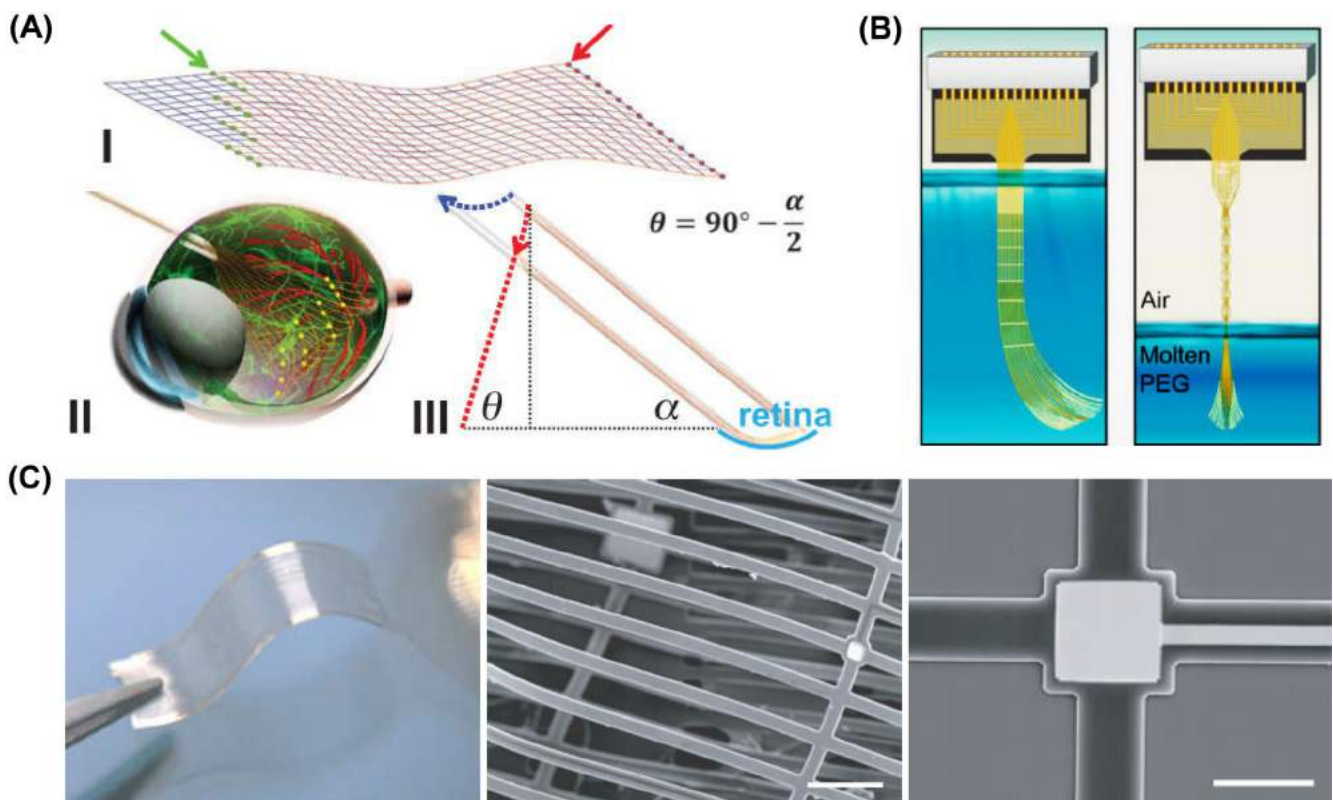 (A)
(B)
I
II
III
θ = 90° − α/2
θ
α
retina
Air
Molten
PEG
(C)